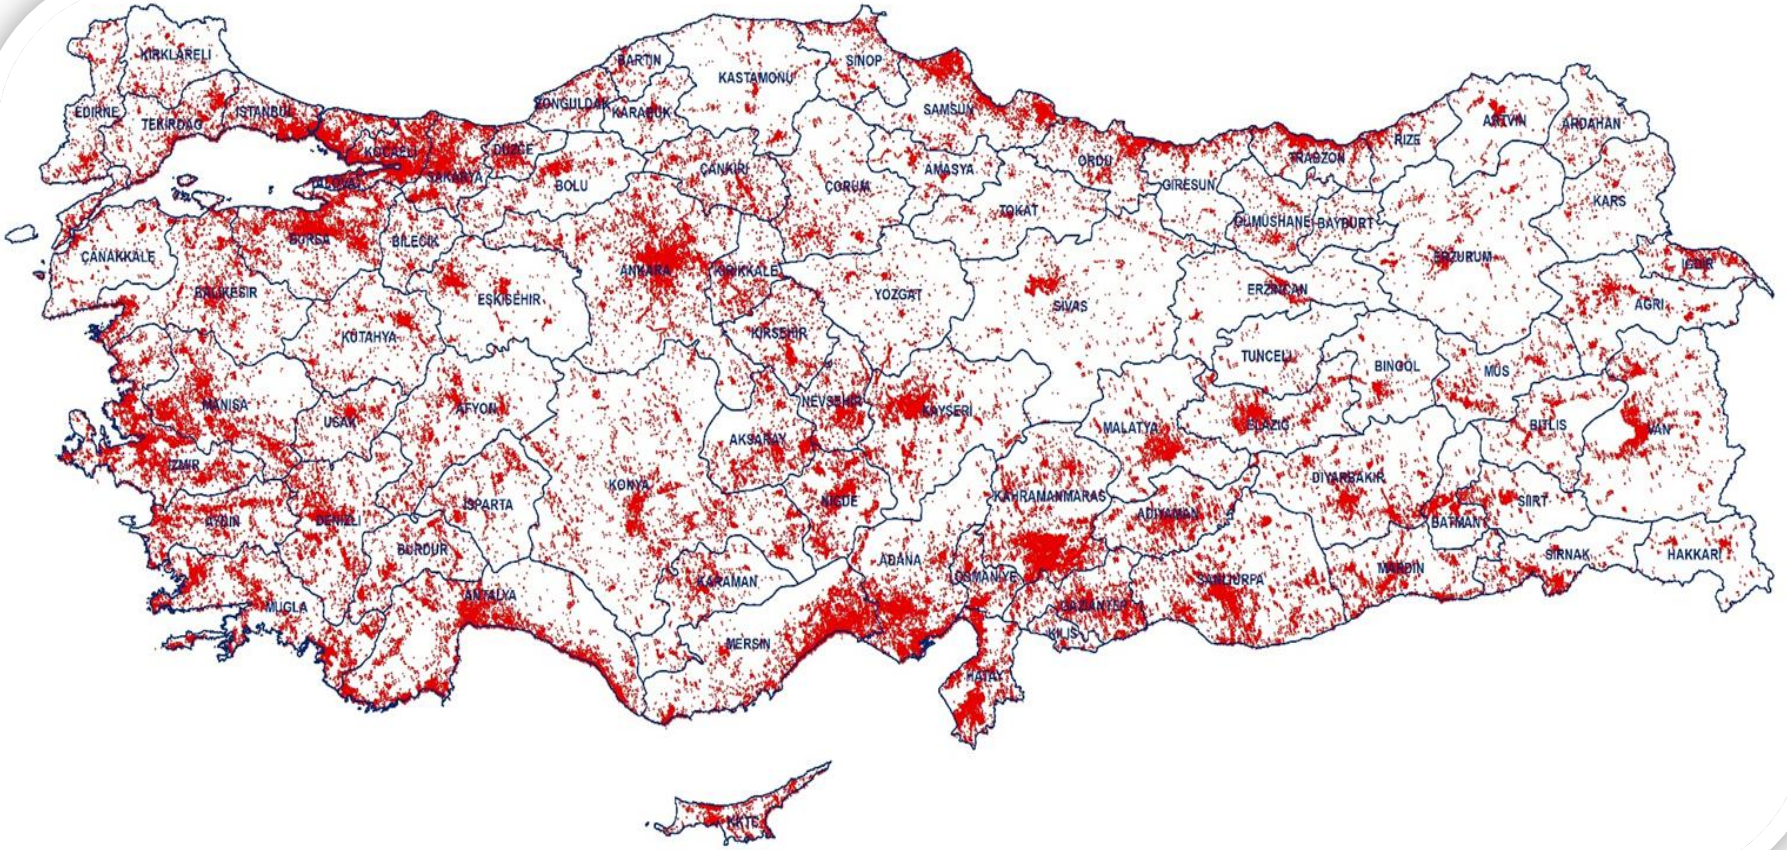 KIRKLARELİ
EDİRNE
TEKİRDAĞ
İSTANBUL
KOCAELİ
YALOVA
SAKARYA
DÜZCE
ZONGULDAK
BARTIN
KARABÜK
KASTAMONU
SİNOP
SAMSUN
BOLU
ÇANKIRI
ÇORUM
AMASYA
ORDU
TOKAT
GİRESUN
TRABZON
RİZE
ARTVİN
ARDAHAN
KARS
GÜMÜŞHANE
BAYBURT
ÇANAKKALE
BURSA
BİLECİK
BALIKESİR
ESKİŞEHİR
ANKARA
KIRIKKALE
YOZGAT
SİVAS
ERZİNCAN
ERZURUM
IĞDIR
AĞRI
KÜTAHYA
KIRŞEHİR
TUNCELİ
BİNGÖL
MUŞ
MANİSA
UŞAK
AFYON
NEVŞEHİR
KAYSERİ
MALATYA
ELAZIĞ
BİTLİS
VAN
AKSARAY
İZMİR
KONYA
ISPARTA
NİĞDE
KAHRAMANMARAŞ
ADIYAMAN
DİYARBAKIR
BATMAN
SİİRT
AYDIN
DENİZLİ
BURDUR
ADANA
OSMANİYE
MARDİN
ŞIRNAK
HAKKARİ
MUĞLA
ANTALYA
KARAMAN
MERSİN
GAZİANTEP
ŞANLIURFA
KİLİS
HATAY
KKTC